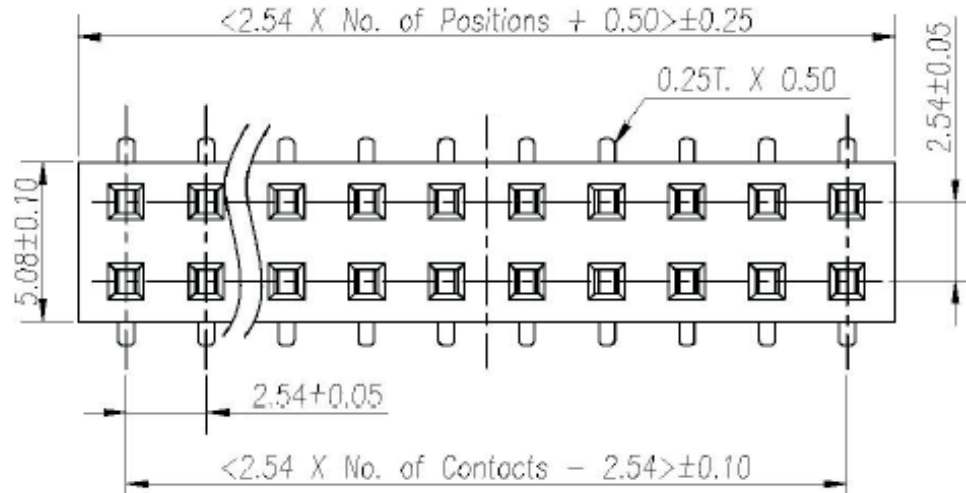 <2.54 X No. of Positions + 0.50>±0.25
0.25T. X 0.50
2.54±0.05
5.08±0.10
2.54±0.05
<2.54 X No. of Contacts - 2.54>±0.10